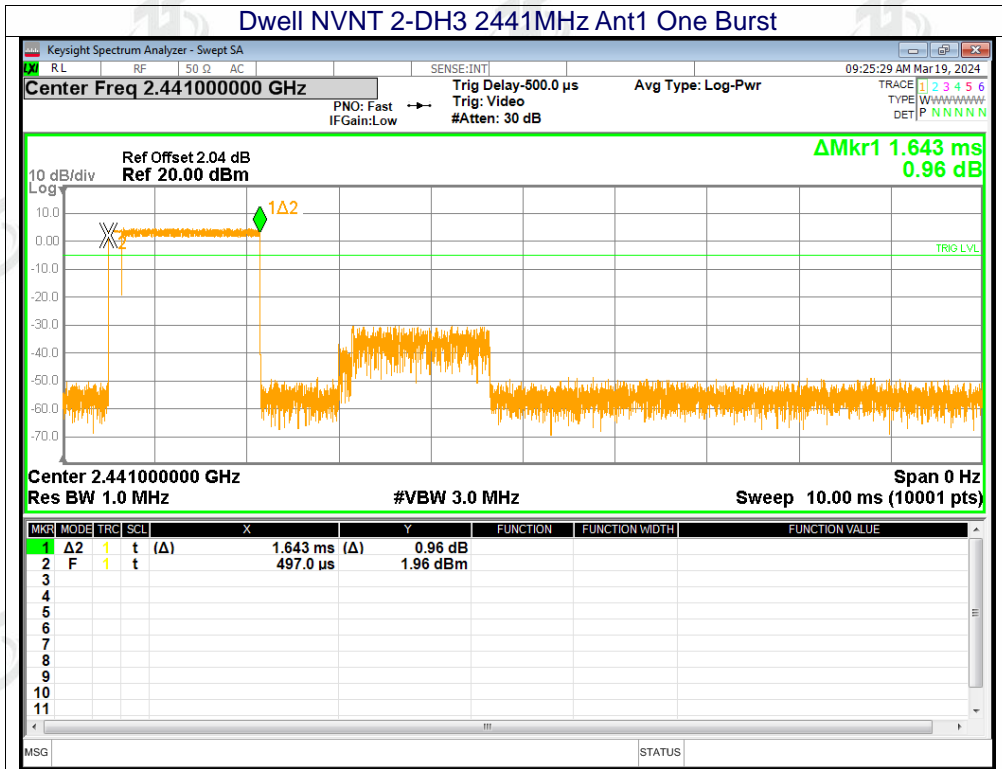 Dwell NVNT 2-DH3 2441MHz Ant1 One Burst
Keysight Spectrum Analyzer - Swept SA
LXI RL RF 50 Ω AC SENSE:INT 09:25:29 AM Mar 19, 2024
Center Freq 2.441000000 GHz Trig Delay-500.0 µs Avg Type: Log-Pwr TRACE 1 2 3 4 5 6
PNO: Fast Trig: Video TYPE WWWWWWW
IFGain:Low #Atten: 30 dB DET P N N N N N
ΔMkr1 1.643 ms
0.96 dB
Ref Offset 2.04 dB
10 dB/div Ref 20.00 dBm
Log
1Δ2
10.0
0.00
2
TRIG LVL
-10.0
-20.0
-30.0
-40.0
-50.0
-60.0
-70.0
Center 2.441000000 GHz Span 0 Hz
Res BW 1.0 MHz #VBW 3.0 MHz Sweep 10.00 ms (10001 pts)
MKR MODE TRC SCL X Y FUNCTION FUNCTION WIDTH FUNCTION VALUE
1 Δ2 1 t (Δ) 1.643 ms (Δ) 0.96 dB
2 F 1 t 497.0 µs 1.96 dBm
3
4
5
6
7
8
9
10
11
MSG STATUS